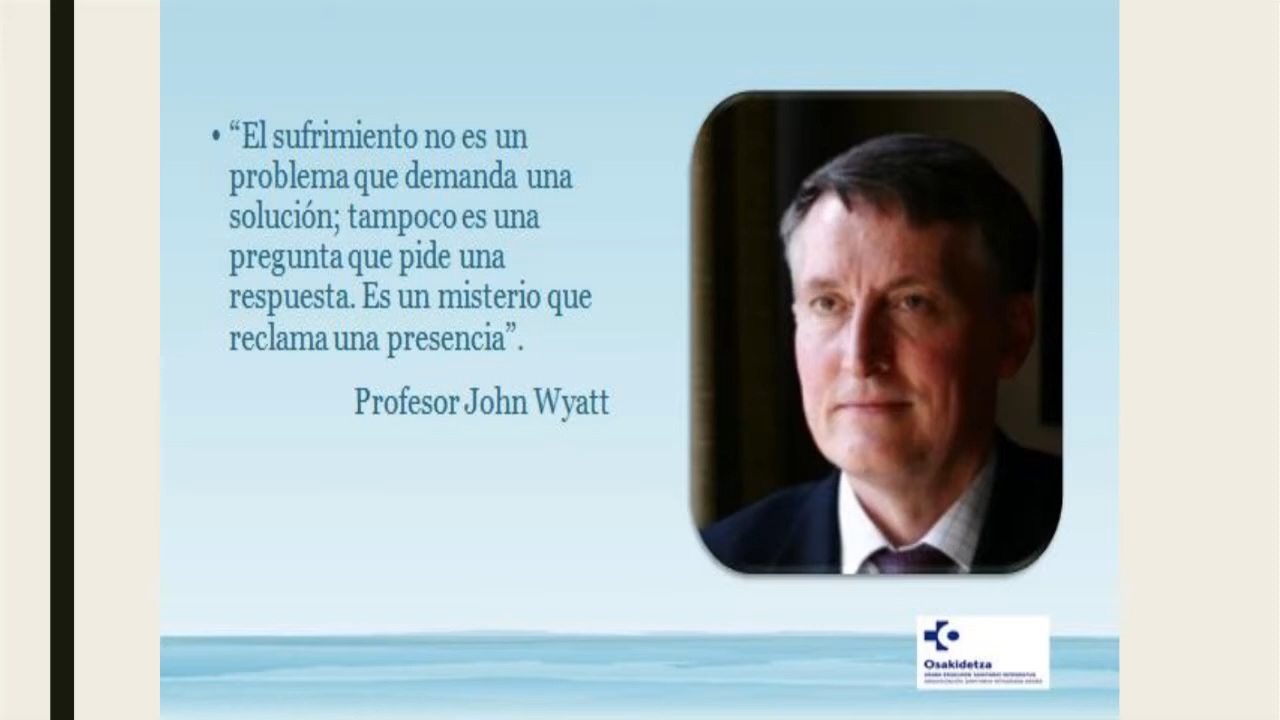 • “El sufrimiento no es un
problema que demanda una
solución; tampoco es una
pregunta que pide una
respuesta. Es un misterio que
reclama una presencia”.
Profesor John Wyatt
Osakidetza